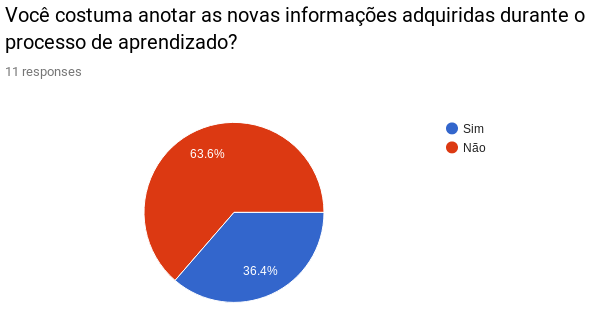 Você costuma anotar as novas informações adquiridas durante o
processo de aprendizado?
11 responses
Sim
Não
63.6%
36.4%